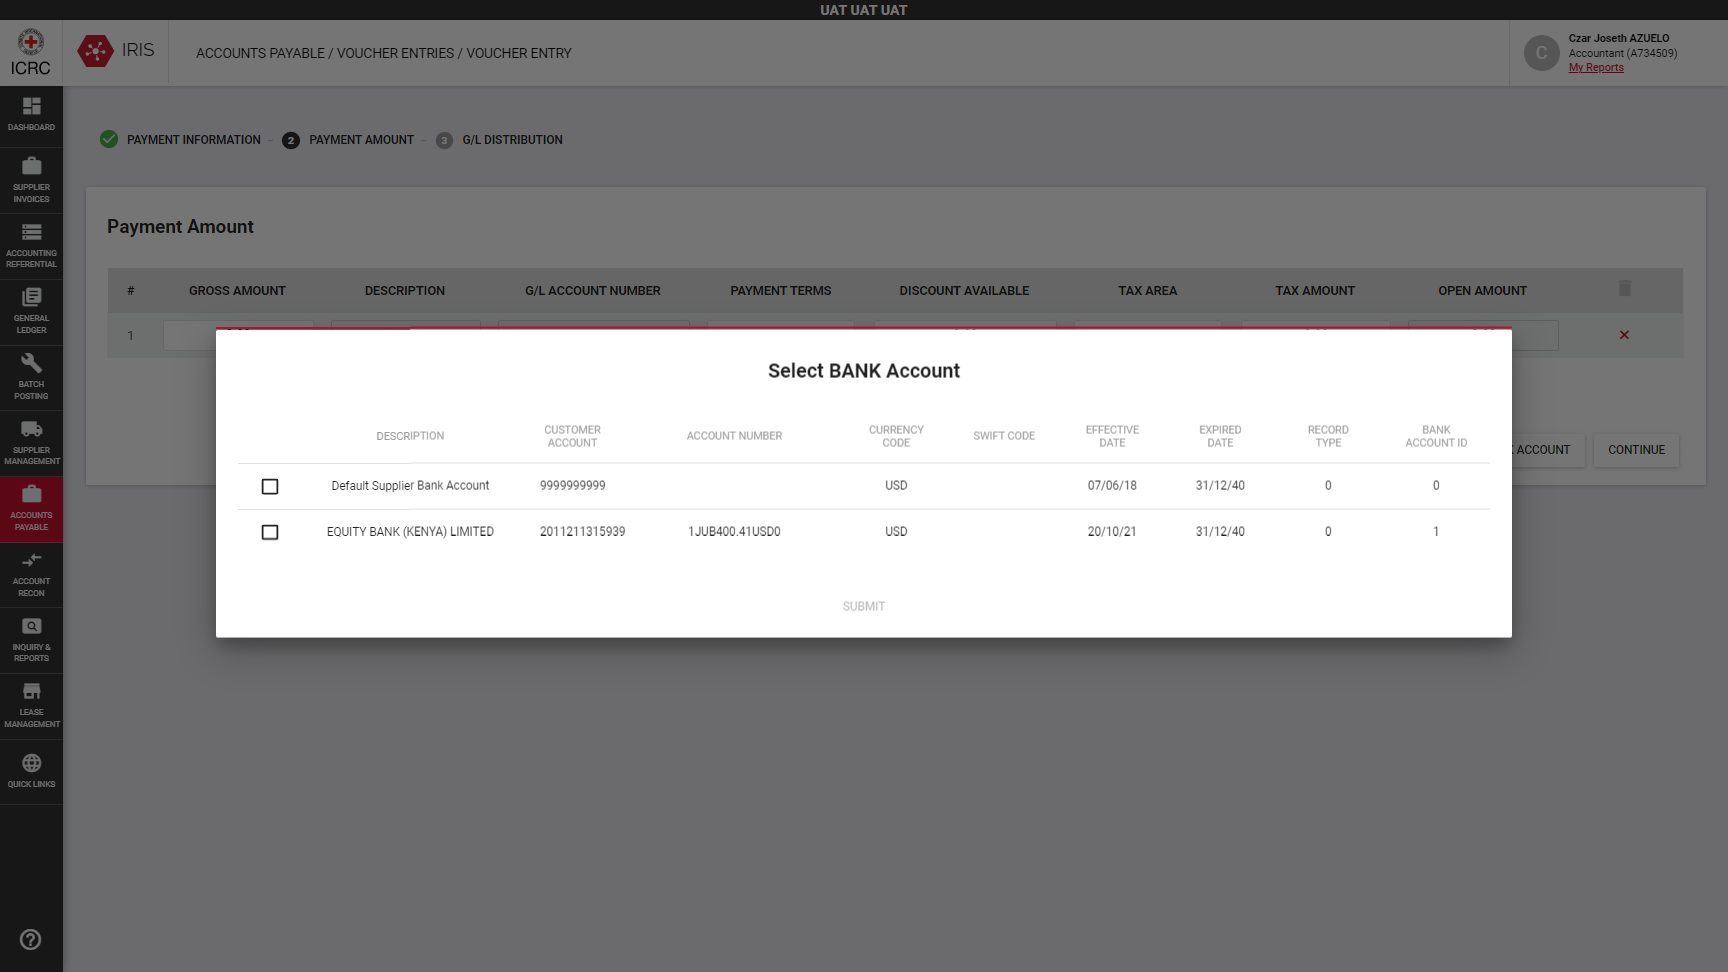 UAT UAT UAT
ICRC
IRIS
ACCOUNTS PAYABLE / VOUCHER ENTRIES / VOUCHER ENTRY
C
Czar Joseth AZUELO
Accountant (A734509)
My Reports
DASHBOARD
SUPPLIER
INVOICES
ACCOUNTING
REFERENTIAL
GENERAL
LEDGER
BATCH
POSTING
SUPPLIER
MANAGEMENT
ACCOUNTS
PAYABLE
ACCOUNT
RECON
INQUIRY &
REPORTS
LEASE
MANAGEMENT
QUICK LINKS
PAYMENT INFORMATION - 2 PAYMENT AMOUNT - 3 G/L DISTRIBUTION
Payment Amount
# GROSS AMOUNT DESCRIPTION G/L ACCOUNT NUMBER PAYMENT TERMS DISCOUNT AVAILABLE TAX AREA TAX AMOUNT OPEN AMOUNT
1
ACCOUNT CONTINUE
Select BANK Account
DESCRIPTION CUSTOMER ACCOUNT ACCOUNT NUMBER CURRENCY CODE SWIFT CODE EFFECTIVE DATE EXPIRED DATE RECORD TYPE BANK ACCOUNT ID
Default Supplier Bank Account 9999999999 USD 07/06/18 31/12/40 0 0
EQUITY BANK (KENYA) LIMITED 2011211315939 1JUB400.41USD0 USD 20/10/21 31/12/40 0 1
SUBMIT